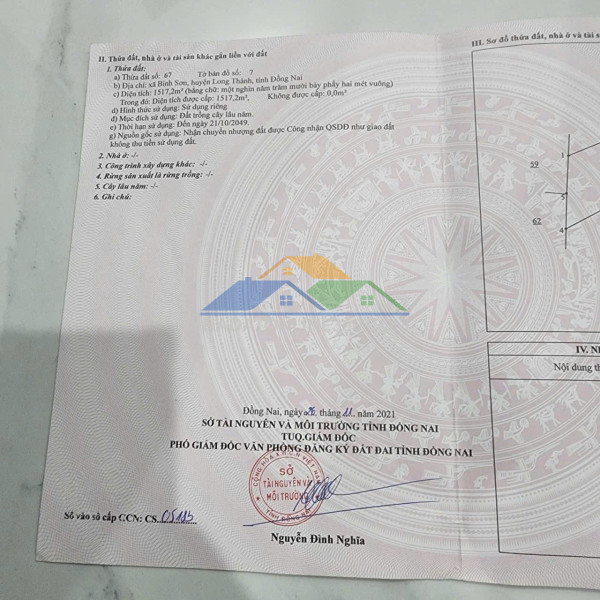 II. Thửa đất, nhà ở và tài sản khác gắn liền với đất
1. Thửa đất:
a) Thửa đất số: 67 Tờ bản đồ số: 7
b) Địa chỉ: xã Bình Sơn, huyện Long Thành, tỉnh Đồng Nai
c) Diện tích: 1517,2m², (bằng chữ: một nghìn năm trăm mười bảy phẩy hai mét vuông)
Trong đó: Diện tích được cấp: 1517,2m², Không được cấp: 0,0m²
d) Hình thức sử dụng: Sử dụng riêng
đ) Mục đích sử dụng: Đất trồng cây lâu năm.
e) Thời hạn sử dụng: Đến ngày 21/10/2049.
g) Nguồn gốc sử dụng: Nhận chuyển nhượng đất được Công nhận QSDĐ như giao đất
không thu tiền sử dụng đất.
2. Nhà ở: -/-
3. Công trình xây dựng khác: -/-
4. Rừng sản xuất là rừng trồng: -/-
5. Cây lâu năm: -/-
6. Ghi chú:
III. Sơ đồ thửa đất, nhà ở và tài s
1
59
5
62
4
IV. N
Nội dung th
Đồng Nai, ngày 26 tháng 11 năm 2021
SỞ TÀI NGUYÊN VÀ MÔI TRƯỜNG TỈNH ĐỒNG NAI
TUQ.GIÁM ĐỐC
PHÓ GIÁM ĐỐC VĂN PHÒNG ĐĂNG KÝ ĐẤT ĐAI TỈNH ĐỒNG NAI
SỞ
TÀI NGUYÊN VÀ
MÔI TRƯỜNG
Số vào sổ cấp GCN: CS 05185
Nguyễn Đình Nghĩa